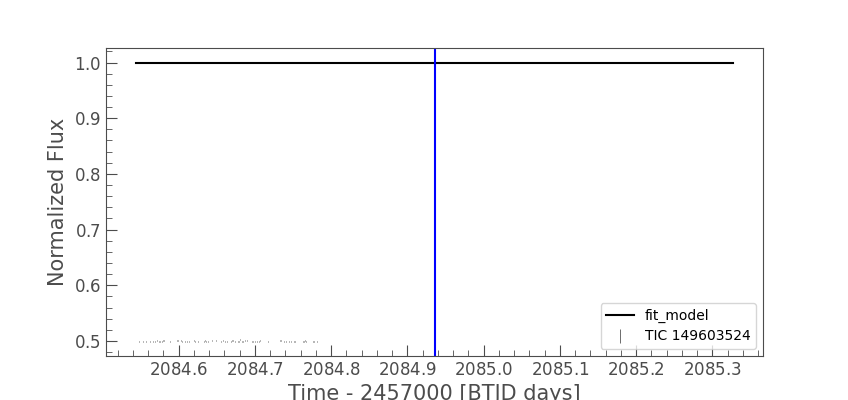 1.0
0.9
0.8
0.7
0.6
0.5
Normalized Flux
fit_model
TIC 149603524
2084.6 2084.7 2084.8 2084.9 2085.0 2085.1 2085.2 2085.3
Time - 2457000 [BTJD days]